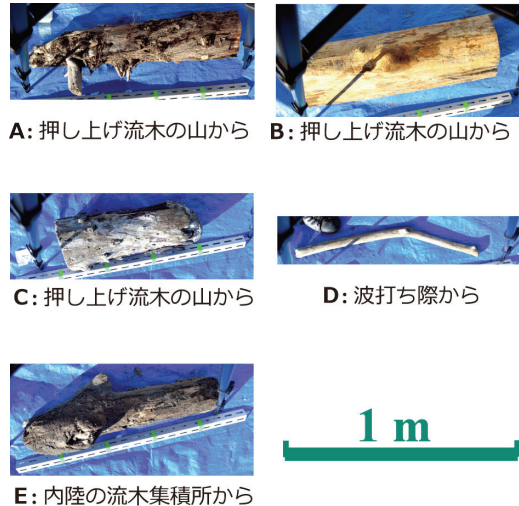 A: 押し上げ流木の山から
B: 押し上げ流木の山から
C: 押し上げ流木の山から
D: 波打ち際から
E: 内陸の流木集積所から
1 m